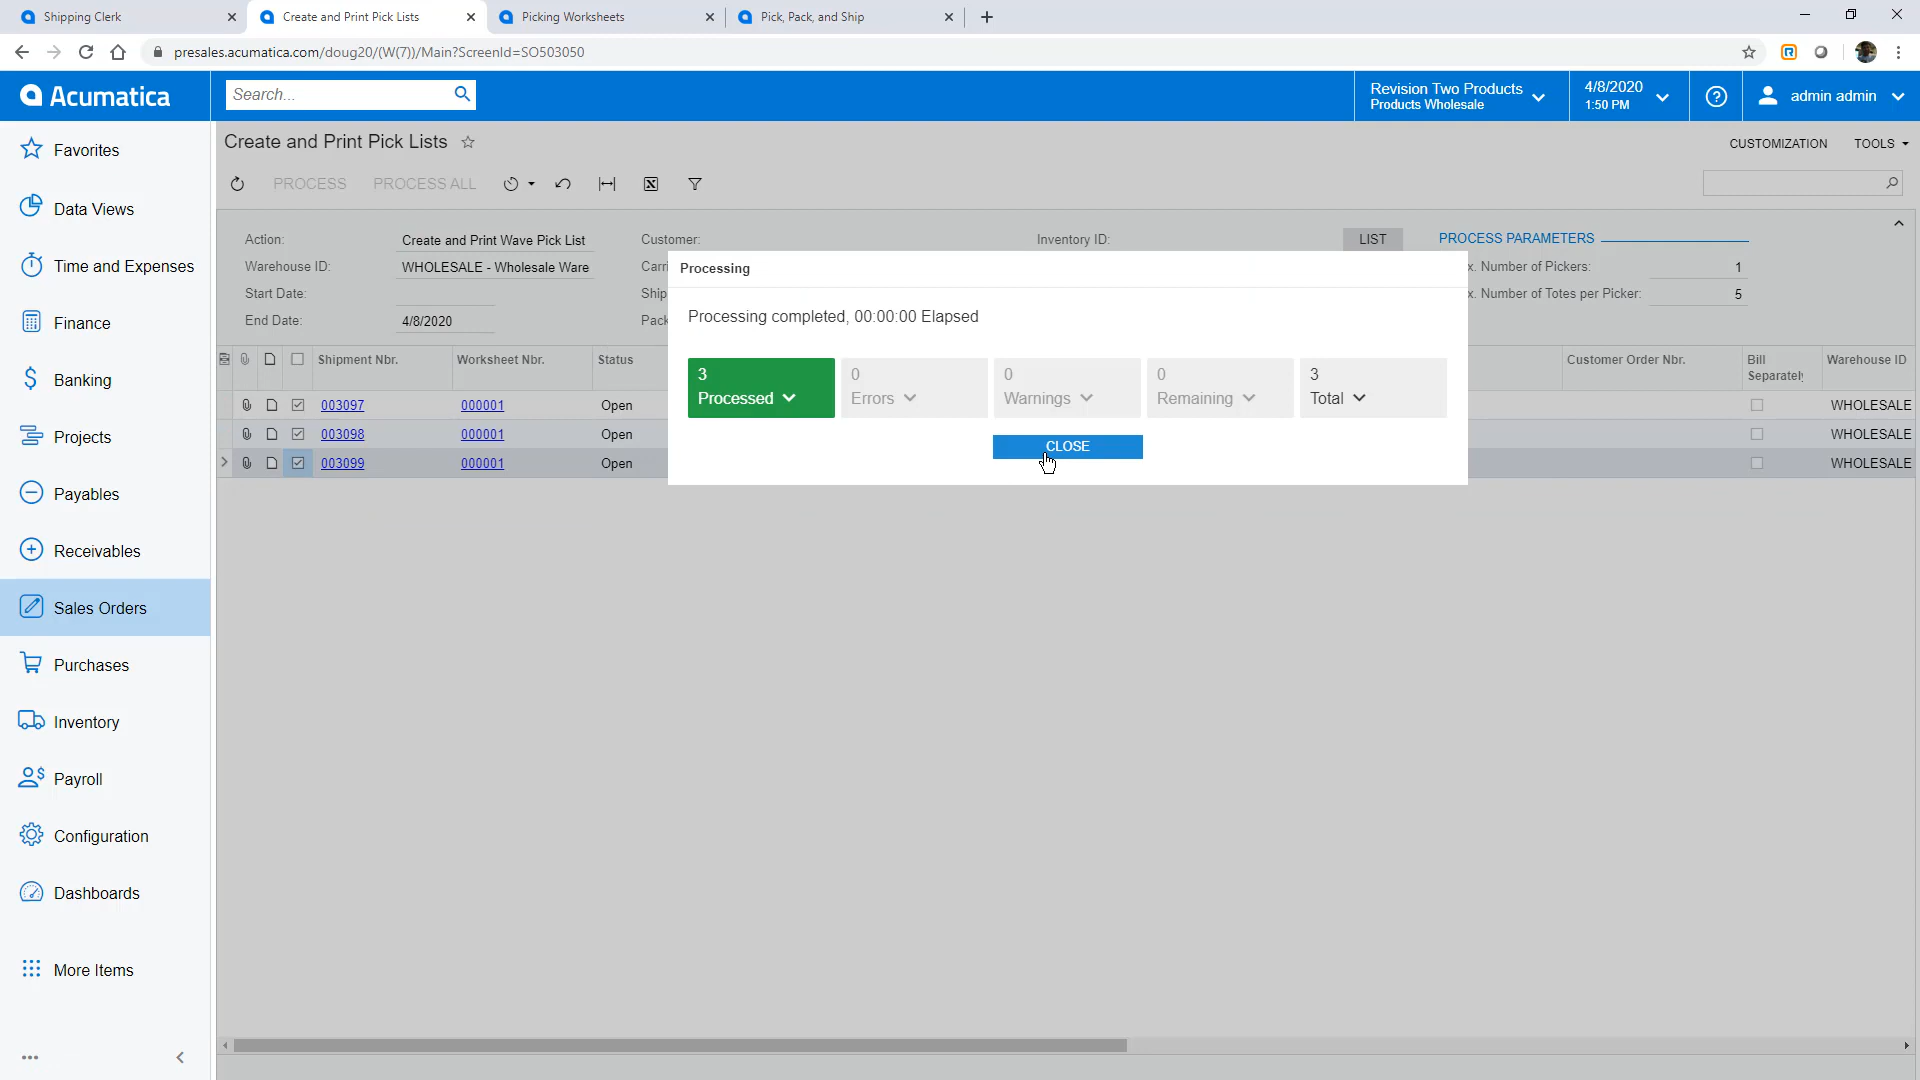 Shipping Clerk
Create and Print Pick Lists
Picking Worksheets
Pick, Pack, and Ship
presales.acumatica.com/doug20/(W(7))/Main?ScreenId=SO503050
Acumatica
Search...
Revision Two Products
Products Wholesale
4/8/2020
1:50 PM
admin admin
Favorites
Data Views
Time and Expenses
Finance
Banking
Projects
Payables
Receivables
Sales Orders
Purchases
Inventory
Payroll
Configuration
Dashboards
More Items
Create and Print Pick Lists
CUSTOMIZATION
TOOLS
PROCESS
PROCESS ALL
Action:
Create and Print Wave Pick List
Customer:
Inventory ID:
LIST
PROCESS PARAMETERS
Warehouse ID:
WHOLESALE - Wholesale Ware
Carri
x. Number of Pickers:
1
Start Date:
Ship
x. Number of Totes per Picker:
5
End Date:
4/8/2020
Pack
Shipment Nbr.
Worksheet Nbr.
Status
Customer Order Nbr.
Bill
Separately
Warehouse ID
003097
000001
Open
WHOLESALE
003098
000001
Open
WHOLESALE
003099
000001
Open
WHOLESALE
Processing
Processing completed, 00:00:00 Elapsed
3
Processed
0
Errors
0
Warnings
0
Remaining
3
Total
CLOSE